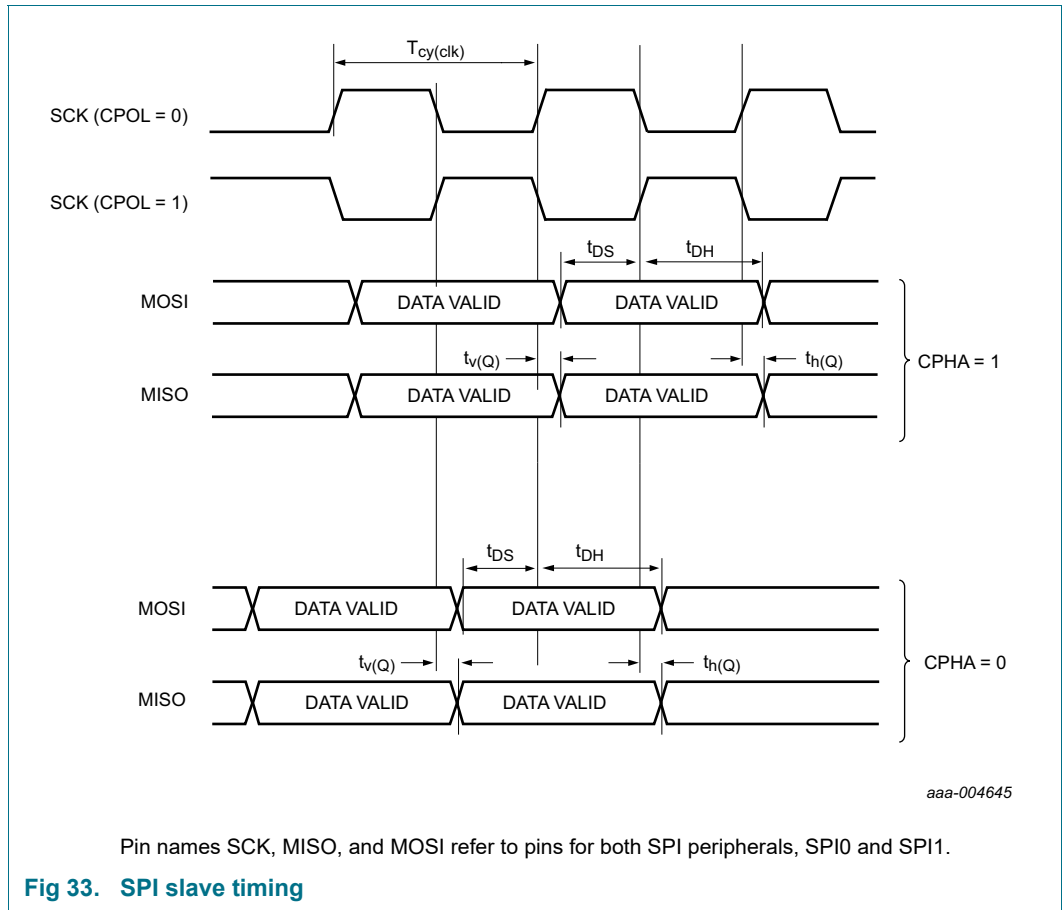 Tcy(clk)
SCK (CPOL = 0)
SCK (CPOL = 1)
tDS tDH
MOSI DATA VALID DATA VALID
tv(Q) th(Q)
CPHA = 1
MISO DATA VALID DATA VALID
tDS tDH
MOSI DATA VALID DATA VALID
tv(Q) th(Q)
CPHA = 0
MISO DATA VALID DATA VALID
aaa-004645
Pin names SCK, MISO, and MOSI refer to pins for both SPI peripherals, SPI0 and SPI1.
Fig 33. SPI slave timing